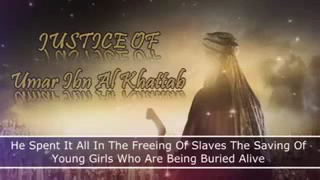 JUSTICE OF
Umar Ibn Al Khattab
He Spent It All In The Freeing Of Slaves The Saving Of
Young Girls Who Are Being Buried Alive